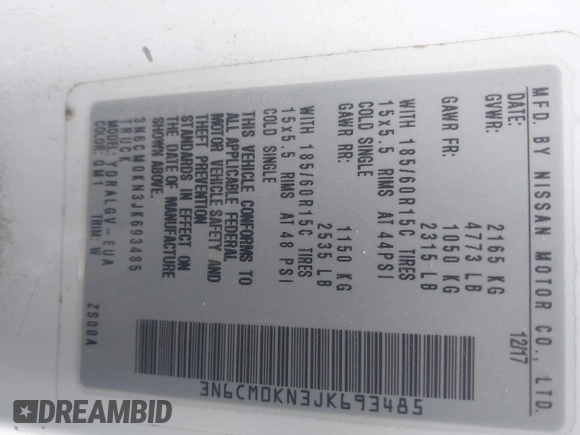 MFD. BY NISSAN MOTOR CO., LTD.
DATE: 12/17
GVWR: 2165 KG
4773 LB
GAWR FR: 1050 KG
2315 LB
WITH 185/60R15C TIRES
15x5.5 RIMS AT 44PSI
COLD SINGLE
GAWR RR: 1150 KG
2535 LB
WITH 185/60R15C TIRES
15x5.5 RIMS AT 48 PSI
COLD SINGLE
THIS VEHICLE CONFORMS TO
ALL APPLICABLE FEDERAL
MOTOR VEHICLE SAFETY AND
THEFT PREVENTION
STANDARDS IN EFFECT ON
THE DATE OF MANUFACTURE
SHOWN ABOVE.
3N6CM0KN3JK693485
TRUCK
MODEL: YDRALGV-EUA
COLOR: QM1 TRIM: W
ZS00A
3N6CM0KN3JK693485
DREAMBID